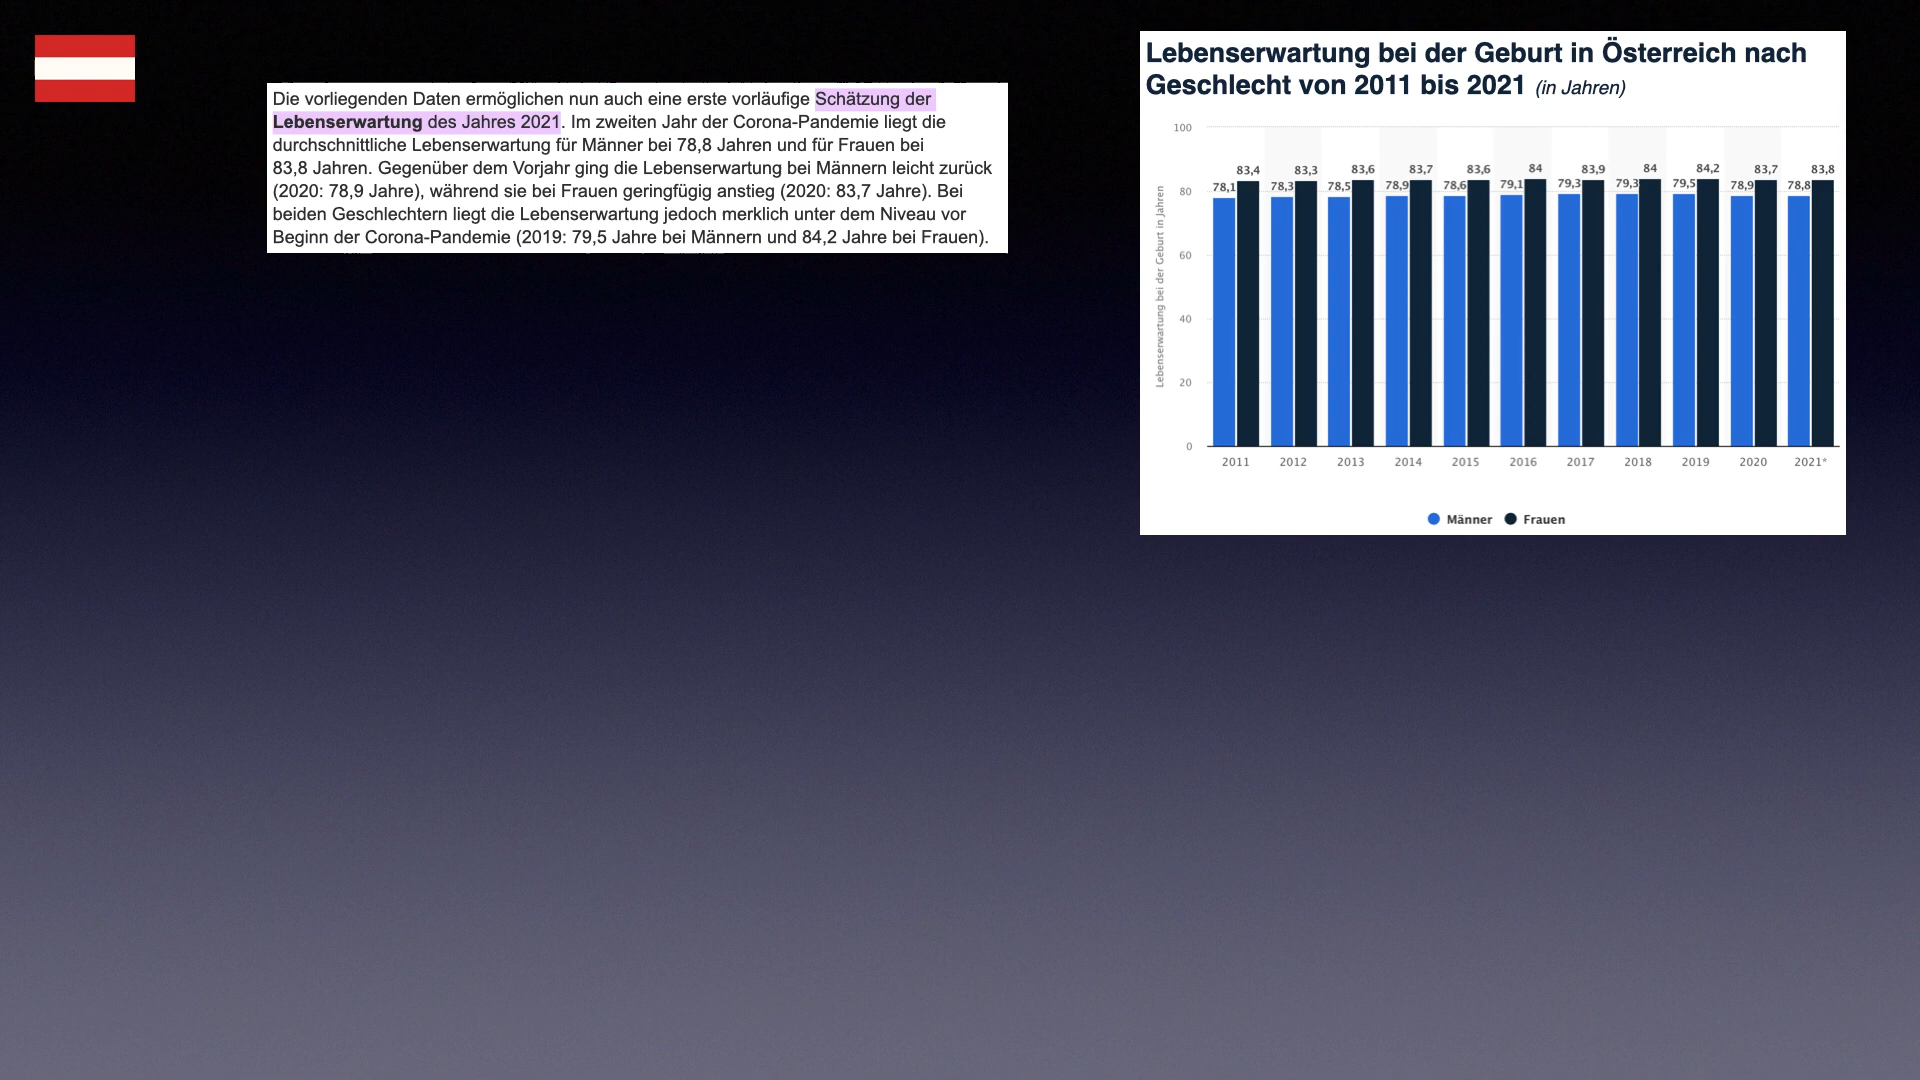 Die vorliegenden Daten ermöglichen nun auch eine erste vorläufige Schätzung der
Lebenserwartung des Jahres 2021. Im zweiten Jahr der Corona-Pandemie liegt die
durchschnittliche Lebenserwartung für Männer bei 78,8 Jahren und für Frauen bei
83,8 Jahren. Gegenüber dem Vorjahr ging die Lebenserwartung bei Männern leicht zurück
(2020: 78,9 Jahre), während sie bei Frauen geringfügig anstieg (2020: 83,7 Jahre). Bei
beiden Geschlechtern liegt die Lebenserwartung jedoch merklich unter dem Niveau vor
Beginn der Corona-Pandemie (2019: 79,5 Jahre bei Männern und 84,2 Jahre bei Frauen).
Lebenserwartung bei der Geburt in Österreich nach
Geschlecht von 2011 bis 2021 (in Jahren)
Lebenserwartung bei der Geburt in Jahren
100
80
60
40
20
0
83,4 83,3 83,6 83,7 83,6 84 83,9 84 84,2 83,7 83,8
78,1 78,3 78,5 78,9 78,6 79,1 79,3 79,3 79,5 78,9 78,8
2011 2012 2013 2014 2015 2016 2017 2018 2019 2020 2021*
Männer Frauen